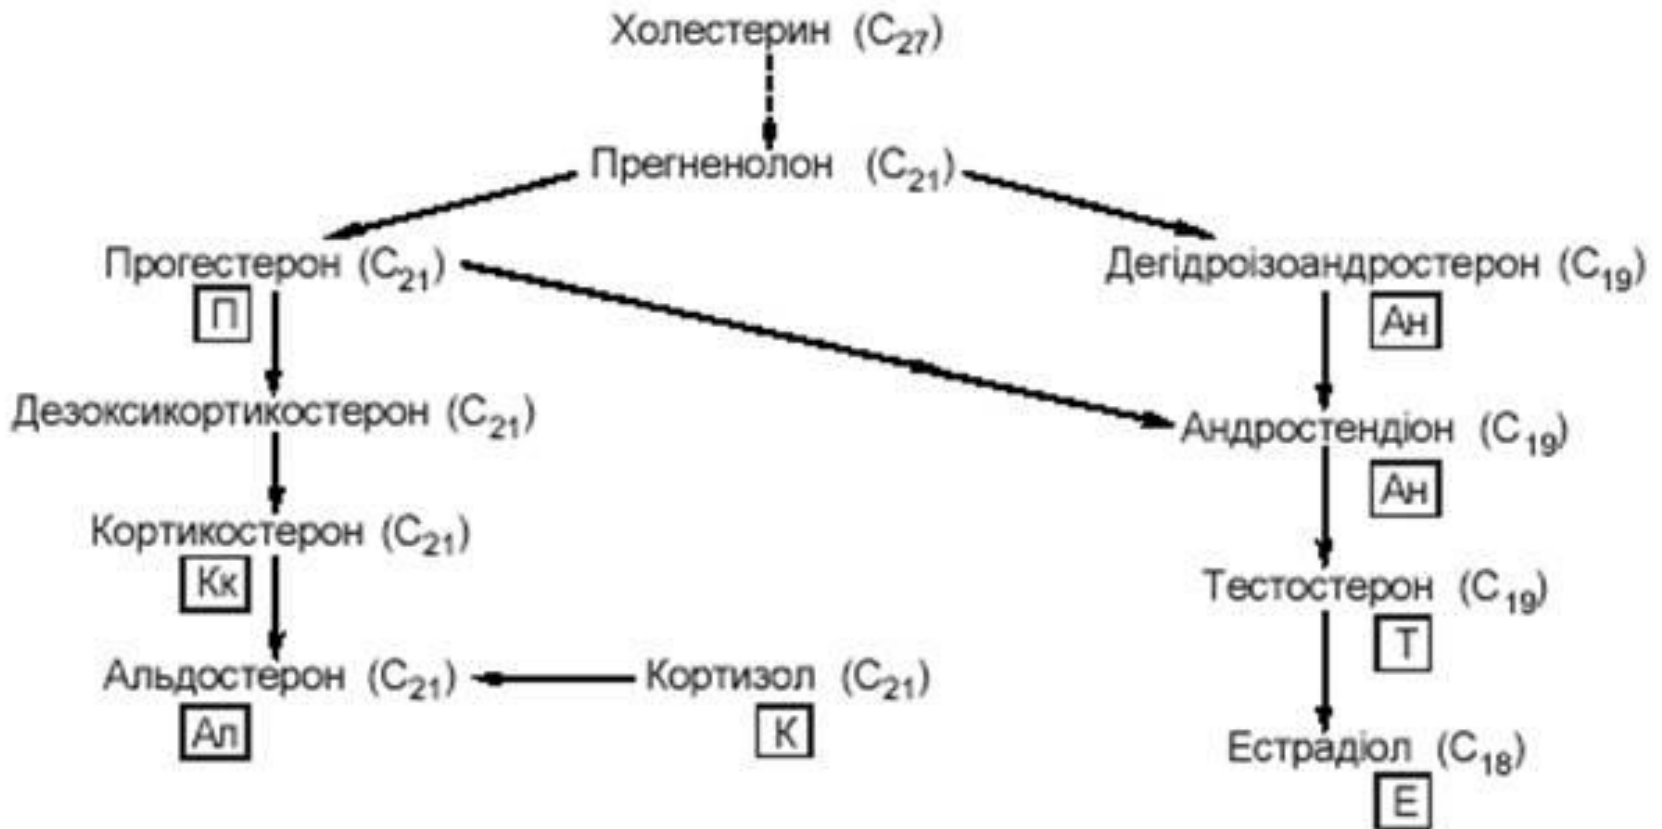 Холестерин (C27)
Прегненолон (C21)
Прогестерон (C21)
Дегідроізоандростерон (C19)
П
Ан
Дезоксикортикостерон (C21)
Андростендіон (C19)
Ан
Кортикостерон (C21)
Кк
Тестостерон (C19)
Т
Альдостерон (C21)
Кортизол (C21)
Ал
К
Естрадіол (C18)
Е